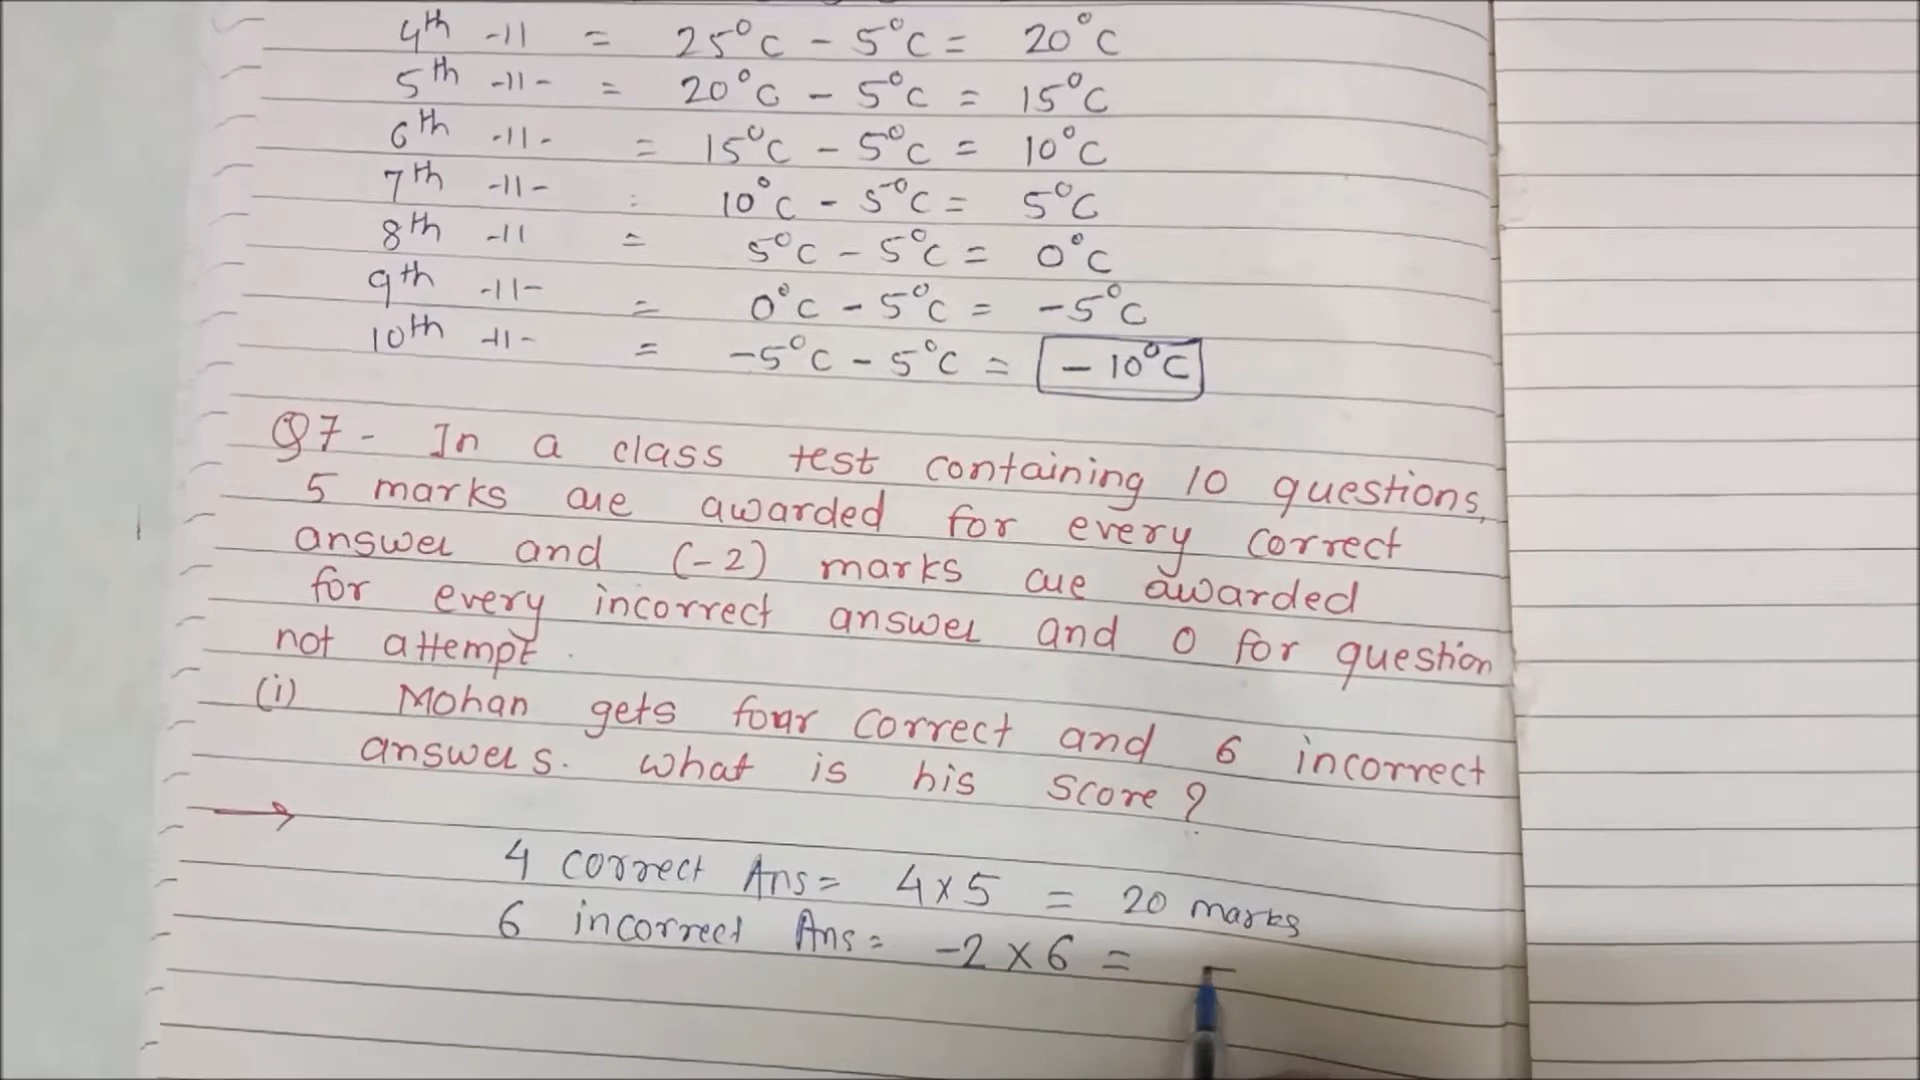 4th -11 = 25°C - 5°C = 20°C
5th -11- = 20°C - 5°C = 15°C
6th -11- = 15°C - 5°C = 10°C
7th -11- = 10°C - 5°C = 5°C
8th -11 = 5°C - 5°C = 0°C
9th -11- = 0°C - 5°C = -5°C
10th -11- = -5°C - 5°C = -10°C
Q7- In a class test containing 10 questions,
5 marks are awarded for every correct
answer and (-2) marks are awarded
for every incorrect answer and 0 for question
not attempt.
(i) Mohan gets four correct and 6 incorrect
answers. what is his score?
→
4 correct Ans = 4×5 = 20 marks
6 incorrect Ans = -2×6 = -